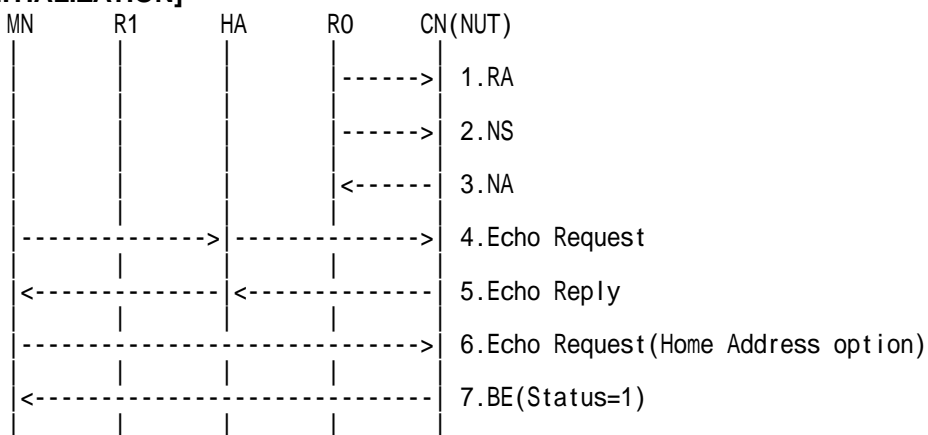 NITIALIZATION]
MN R1 HA R0 CN(NUT)
1.RA
2.NS
3.NA
4.Echo Request
5.Echo Reply
6.Echo Request(Home Address option)
7.BE(Status=1)